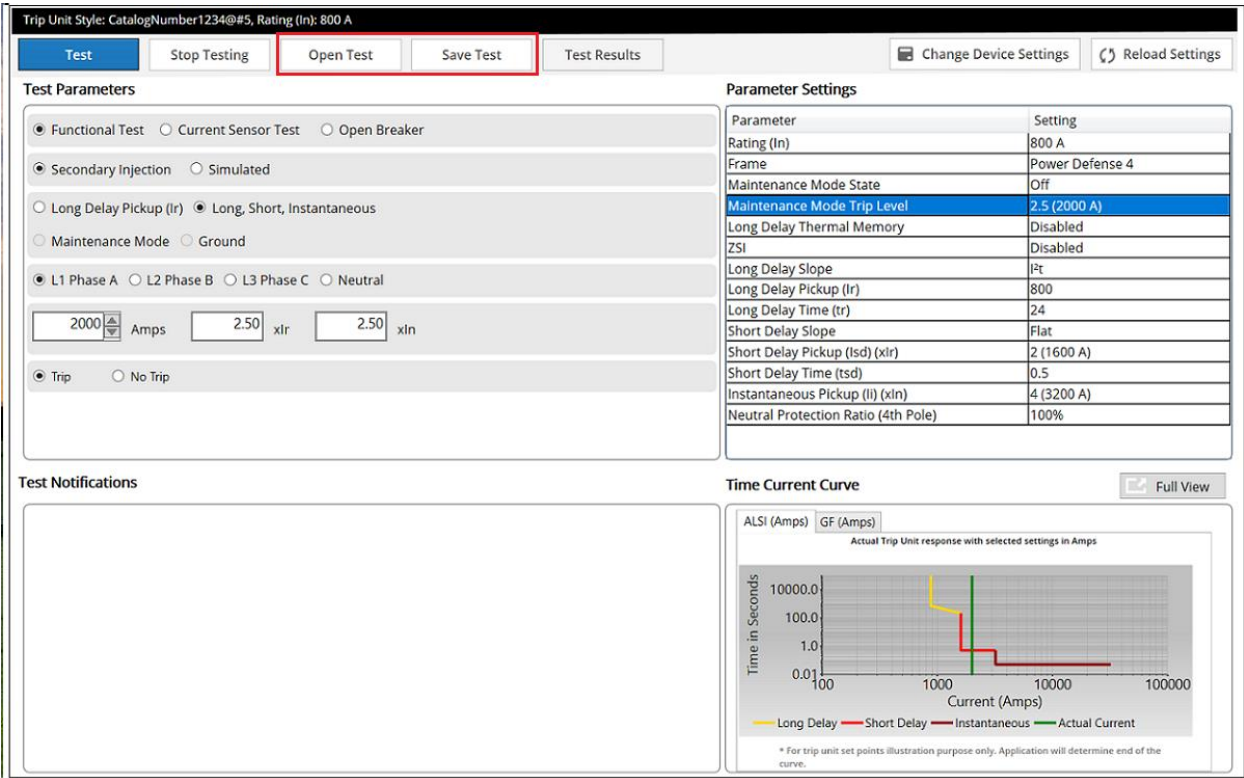 Trip Unit Style: CatalogNumber1234@#5, Rating (In): 800 A
Test Stop Testing Open Test Save Test Test Results Change Device Settings Reload Settings
Test Parameters
Functional Test Current Sensor Test Open Breaker
Secondary Injection Simulated
Long Delay Pickup (Ir) Long, Short, Instantaneous
Maintenance Mode Ground
L1 Phase A L2 Phase B L3 Phase C Neutral
2000 Amps 2.50 xIr 2.50 xIn
Trip No Trip
Parameter Settings
Parameter Setting
Rating (In) 800 A
Frame Power Defense 4
Maintenance Mode State Off
Maintenance Mode Trip Level 2.5 (2000 A)
Long Delay Thermal Memory Disabled
ZSI Disabled
Long Delay Slope I²t
Long Delay Pickup (Ir) 800
Long Delay Time (tr) 24
Short Delay Slope Flat
Short Delay Pickup (Isd) (xIr) 2 (1600 A)
Short Delay Time (tsd) 0.5
Instantaneous Pickup (Ii) (xIn) 4 (3200 A)
Neutral Protection Ratio (4th Pole) 100%
Test Notifications
Time Current Curve Full View
ALSI (Amps) GF (Amps)
Actual Trip Unit response with selected settings in Amps
Time in Seconds
10000.0
100.0
1.0
0.01
100 1000 10000 100000
Current (Amps)
Long Delay Short Delay Instantaneous Actual Current
* For trip unit set points illustration purpose only. Application will determine end of the
curve.